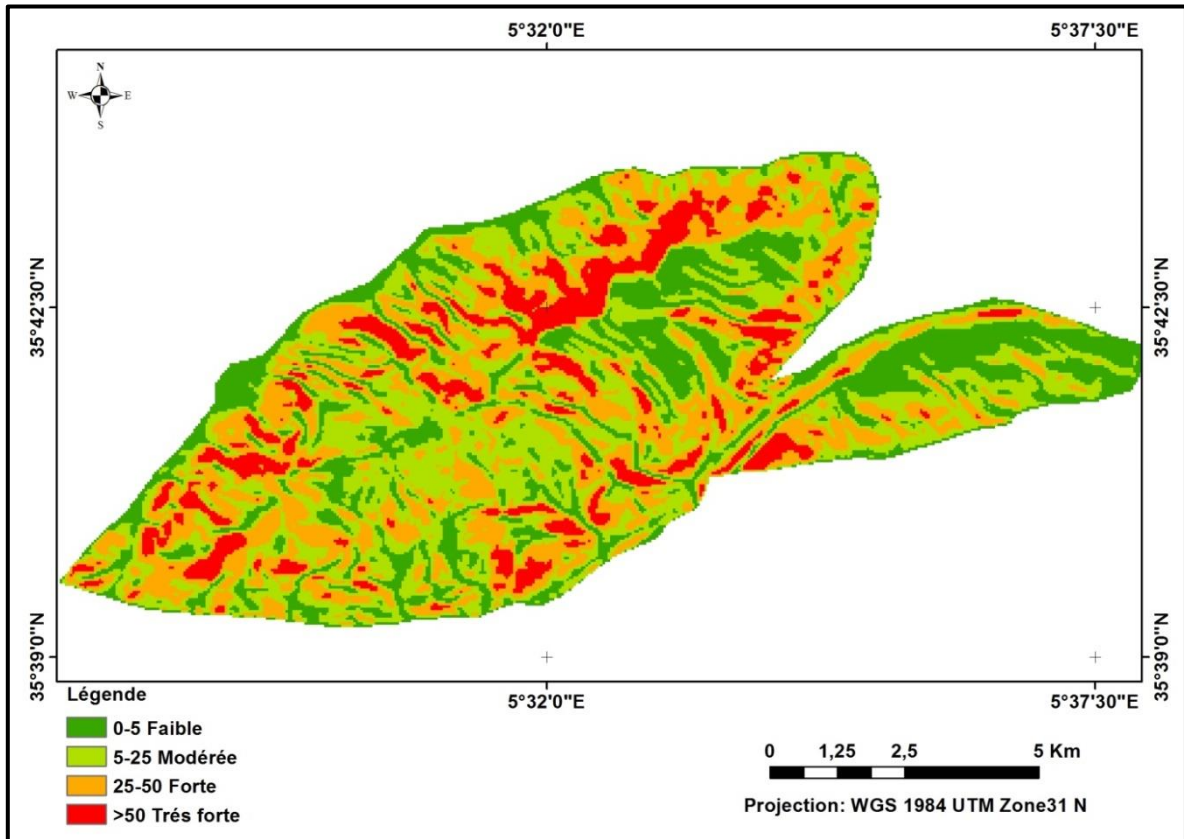 5°32'0"E 5°37'30"E
N
W E
S
35°42'30"N 35°42'30"N
35°39'0"N 35°39'0"N
5°32'0"E 5°37'30"E
Légende
0-5 Faible
5-25 Modérée
25-50 Forte
>50 Trés forte
0 1,25 2,5 5 Km
Projection: WGS 1984 UTM Zone31 N